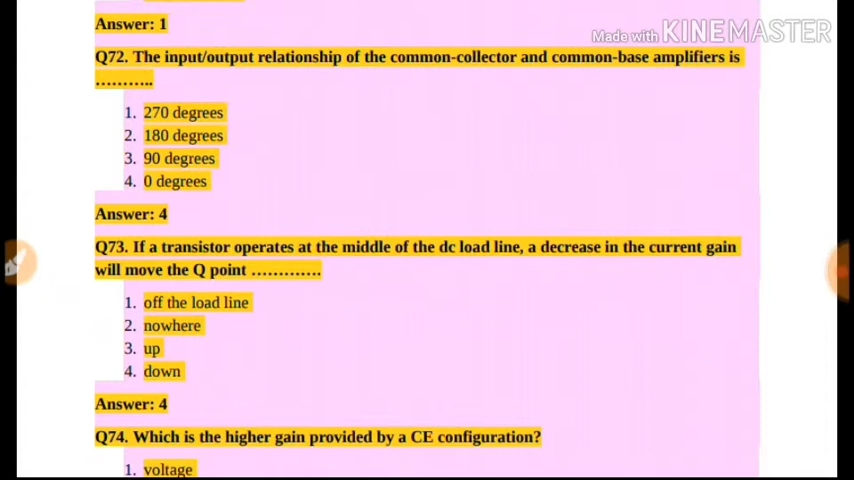 Answer: 1
Made with KINEMASTER
Q72. The input/output relationship of the common-collector and common-base amplifiers is
………..
1. 270 degrees
2. 180 degrees
3. 90 degrees
4. 0 degrees
Answer: 4
Q73. If a transistor operates at the middle of the dc load line, a decrease in the current gain
will move the Q point ………….
1. off the load line
2. nowhere
3. up
4. down
Answer: 4
Q74. Which is the higher gain provided by a CE configuration?
1. voltage